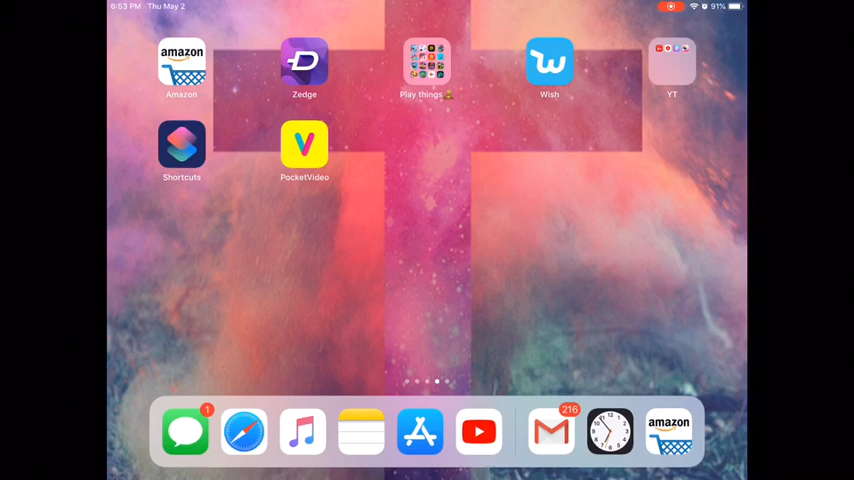 6:53 PM Thu May 2
91%
amazon
Amazon
Zedge
Play things
Wish
YT
Shortcuts
PocketVideo
1
216
12
amazon